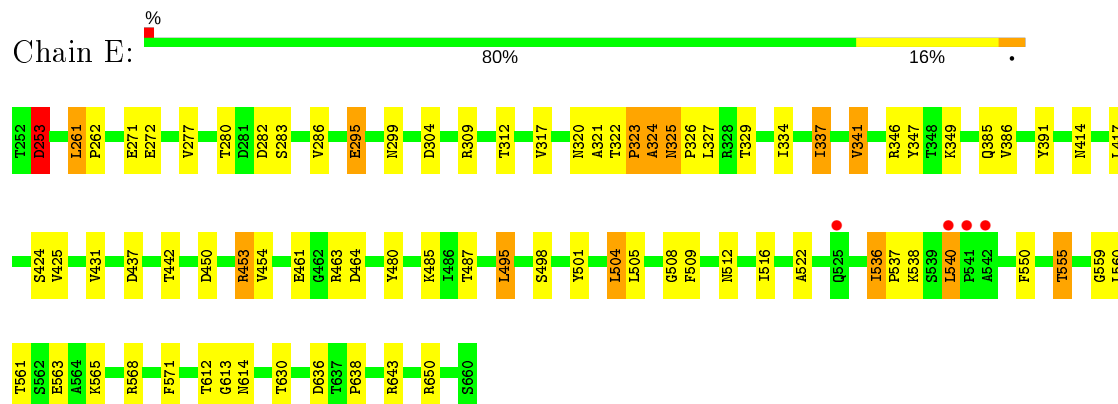 %
Chain E:
80%
16%
•
T252 D253 L261 P262 E271 E272 V277 T280 D281 D282 S283 V286 E295 N299 D304 R309 T312 V317 N320 A321 T322 P323 A324 N325 P326 L327 R328 T329 I334 I337 V341 R346 Y347 T348 K349 Q385 V386 Y391 N414 L417
S424 V425 V431 D437 T442 D450 R453 V454 E461 G462 R463 D464 Y480 K485 I486 T487 L495 S498 Y501 L504 L505 G508 F509 N512 I516 A522 Q525 I536 P537 K538 S539 L540 P541 A542 F550 T555 G559
T561 S562 E563 A564 K565 R568 F571 T612 G613 N614 T630 D636 T637 P638 R643 R650 S660